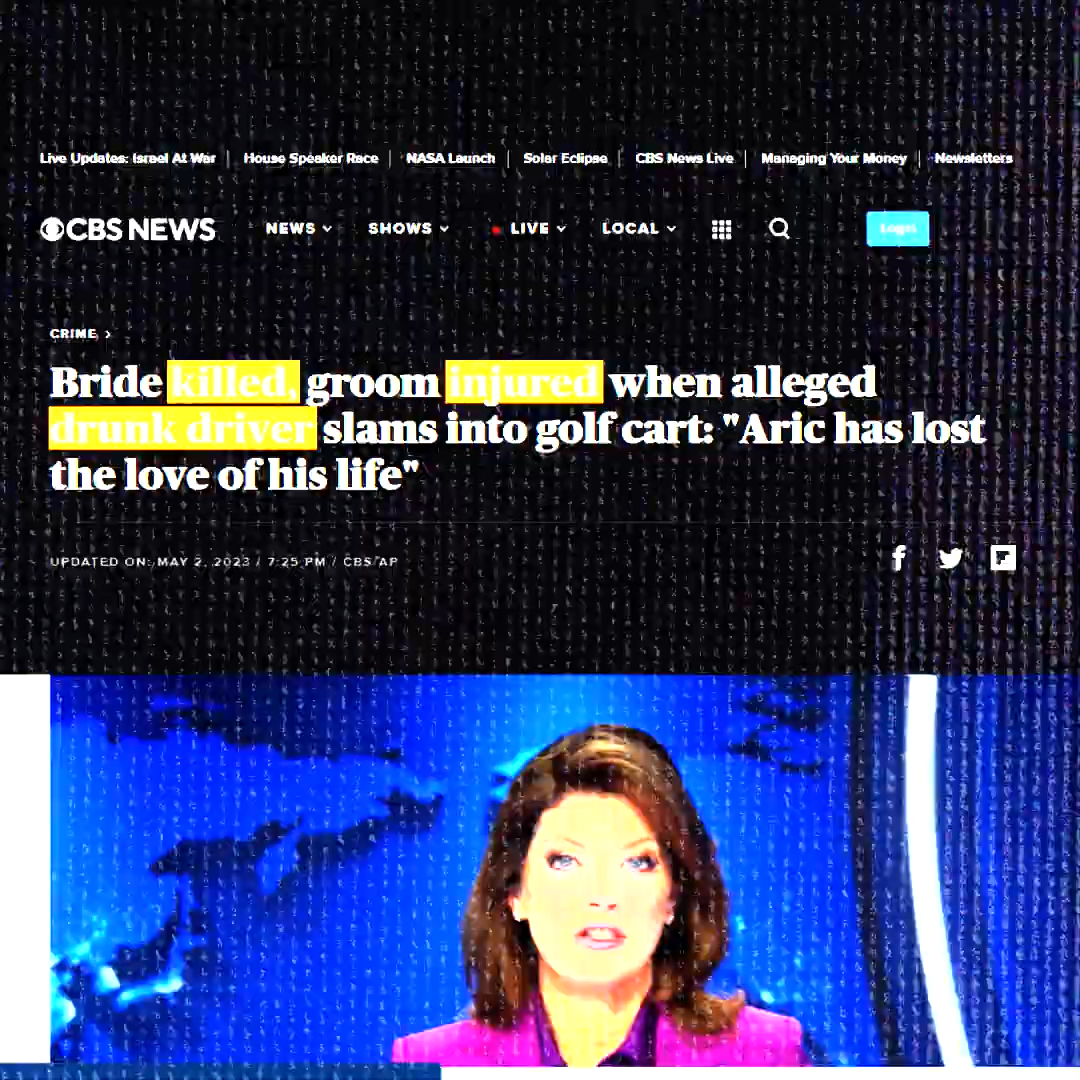 Live Updates: Israel At War | House Speaker Race | NASA Launch | Solar Eclipse | CBS News Live | Managing Your Money | Newsletters
CBS NEWS NEWS SHOWS LIVE LOCAL Login
CRIME >
Bride killed, groom injured when alleged
drunk driver slams into golf cart: "Aric has lost
the love of his life"
UPDATED ON: MAY 2, 2023 / 7:25 PM / CBS/AP